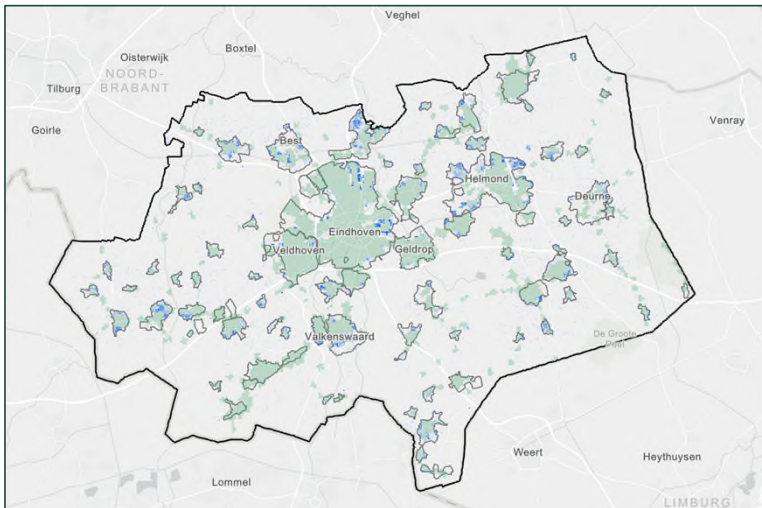 Veghel
Boxtel
Oisterwijk
NOORD-
BRABANT
Tilburg
Goirle
Venray
Best
Helmond
Deurne
Eindhoven
Veldhoven
Geldrop
Valkenswaard
De Groote
Peel
Weert
Heythuysen
Lommel
LIMBURG